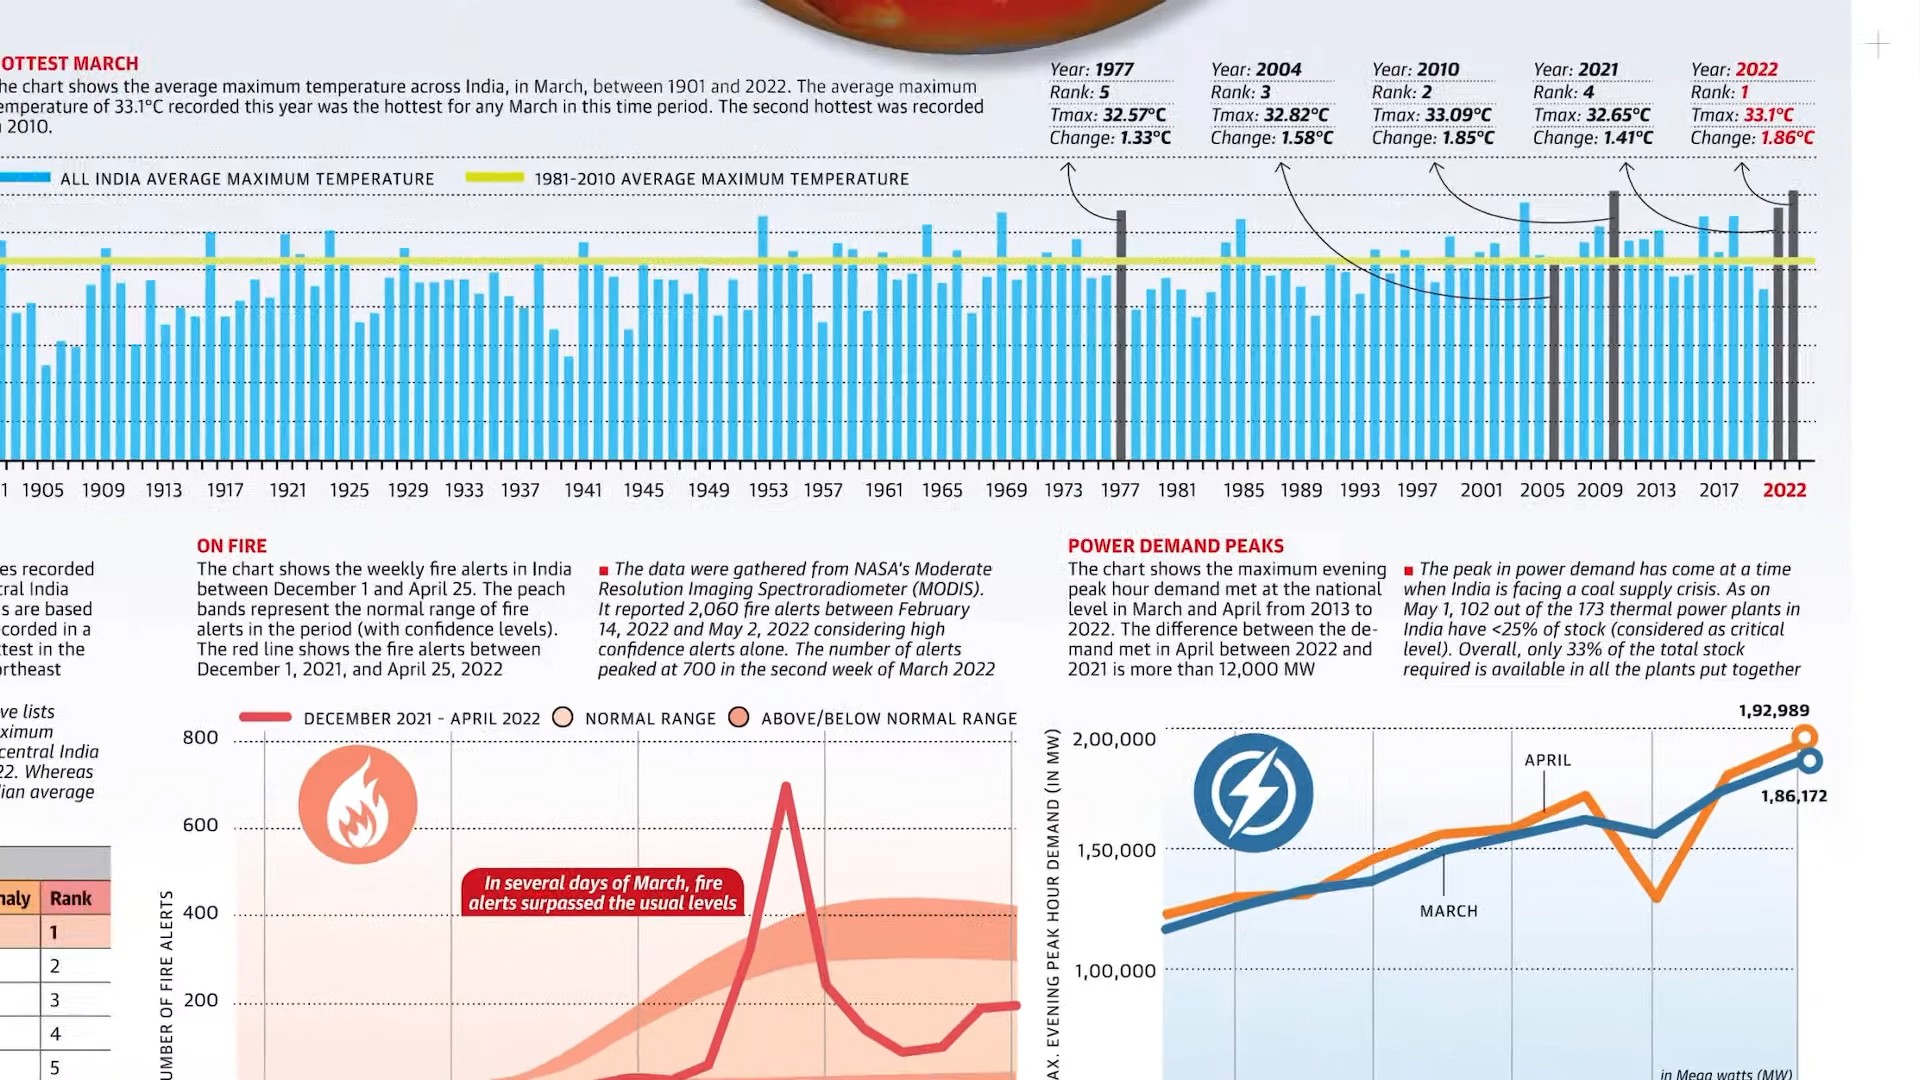 OTTEST MARCH
he chart shows the average maximum temperature across India, in March, between 1901 and 2022. The average maximum
emperature of 33.1°C recorded this year was the hottest for any March in this time period. The second hottest was recorded
2010.
Year: 1977
Rank: 5
Tmax: 32.57°C
Change: 1.33°C
Year: 2004
Rank: 3
Tmax: 32.82°C
Change: 1.58°C
Year: 2010
Rank: 2
Tmax: 33.09°C
Change: 1.85°C
Year: 2021
Rank: 4
Tmax: 32.65°C
Change: 1.41°C
Year: 2022
Rank: 1
Tmax: 33.1°C
Change: 1.86°C
ALL INDIA AVERAGE MAXIMUM TEMPERATURE
1981-2010 AVERAGE MAXIMUM TEMPERATURE
1 1905 1909 1913 1917 1921 1925 1929 1933 1937 1941 1945 1949 1953 1957 1961 1965 1969 1973 1977 1981 1985 1989 1993 1997 2001 2005 2009 2013 2017 2022
es recorded
ral India
s are based
corded in a
test in the
rtheast
ve lists
ximum
central India
22. Whereas
ian average
naly Rank
1
2
3
4
5
ON FIRE
The chart shows the weekly fire alerts in India
between December 1 and April 25. The peach
bands represent the normal range of fire
alerts in the period (with confidence levels).
The red line shows the fire alerts between
December 1, 2021, and April 25, 2022
The data were gathered from NASA's Moderate
Resolution Imaging Spectroradiometer (MODIS).
It reported 2,060 fire alerts between February
14, 2022 and May 2, 2022 considering high
confidence alerts alone. The number of alerts
peaked at 700 in the second week of March 2022
DECEMBER 2021 - APRIL 2022
NORMAL RANGE
ABOVE/BELOW NORMAL RANGE
800
600
400
200
UMBER OF FIRE ALERTS
In several days of March, fire
alerts surpassed the usual levels
POWER DEMAND PEAKS
The chart shows the maximum evening
peak hour demand met at the national
level in March and April from 2013 to
2022. The difference between the de-
mand met in April between 2022 and
2021 is more than 12,000 MW
The peak in power demand has come at a time
when India is facing a coal supply crisis. As on
May 1, 102 out of the 173 thermal power plants in
India have <25% of stock (considered as critical
level). Overall, only 33% of the total stock
required is available in all the plants put together
AX. EVENING PEAK HOUR DEMAND (IN MW)
2,00,000
1,50,000
1,00,000
1,92,989
APRIL
1,86,172
MARCH
in Mega watts (MW)